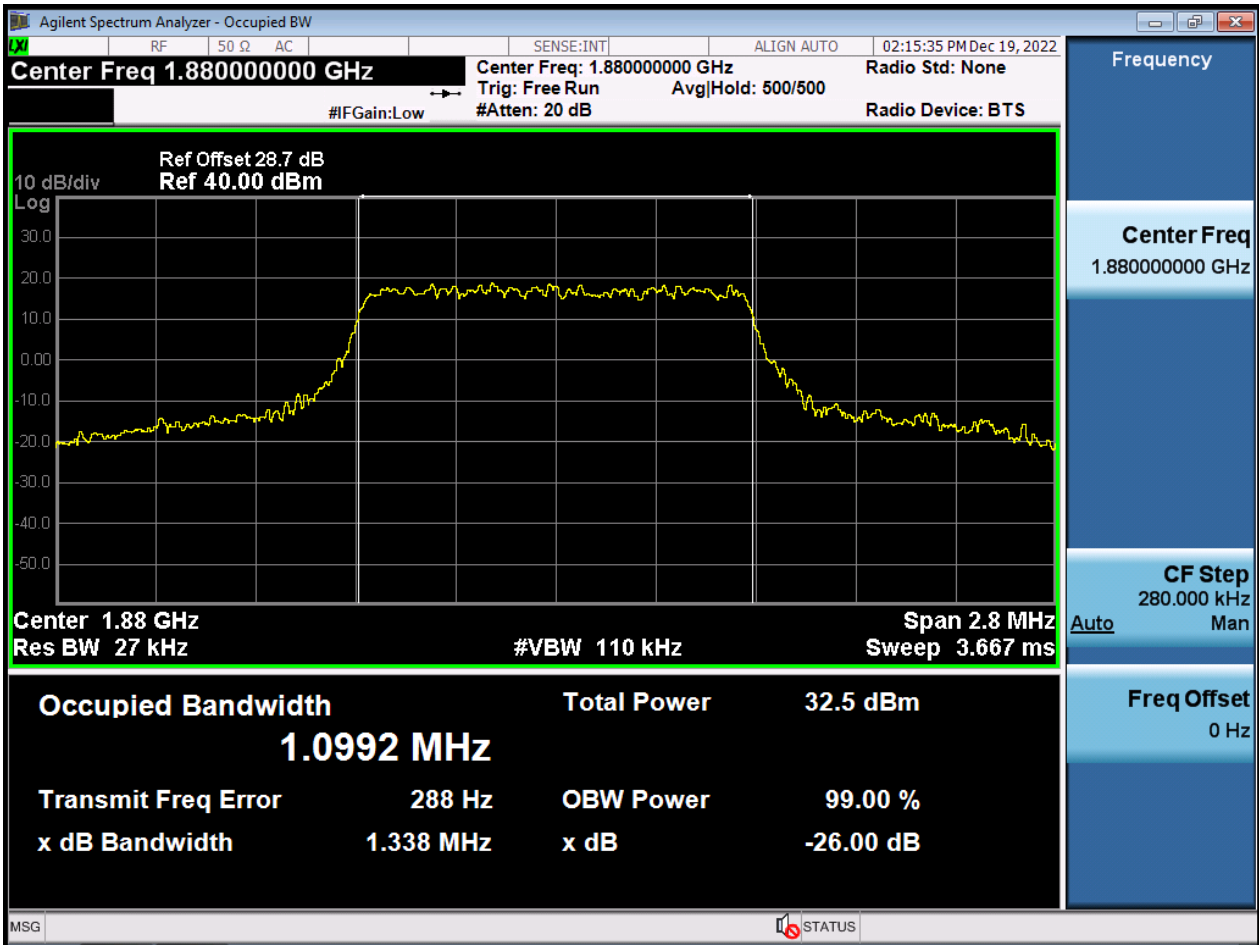 Agilent Spectrum Analyzer - Occupied BW
LXI RF 50 Ω AC SENSE:INT ALIGN AUTO 02:15:35 PM Dec 19, 2022
Center Freq 1.880000000 GHz
Center Freq: 1.880000000 GHz
Radio Std: None
Trig: Free Run Avg|Hold: 500/500
#IFGain:Low
#Atten: 20 dB
Radio Device: BTS
Ref Offset 28.7 dB
10 dB/div Ref 40.00 dBm
Log
30.0
20.0
10.0
0.00
-10.0
-20.0
-30.0
-40.0
-50.0
Center 1.88 GHz Span 2.8 MHz
Res BW 27 kHz #VBW 110 kHz Sweep 3.667 ms
Occupied Bandwidth Total Power 32.5 dBm
1.0992 MHz
Transmit Freq Error 288 Hz OBW Power 99.00 %
x dB Bandwidth 1.338 MHz x dB -26.00 dB
MSG STATUS
Frequency
Center Freq
1.880000000 GHz
CF Step
280.000 kHz
Auto Man
Freq Offset
0 Hz